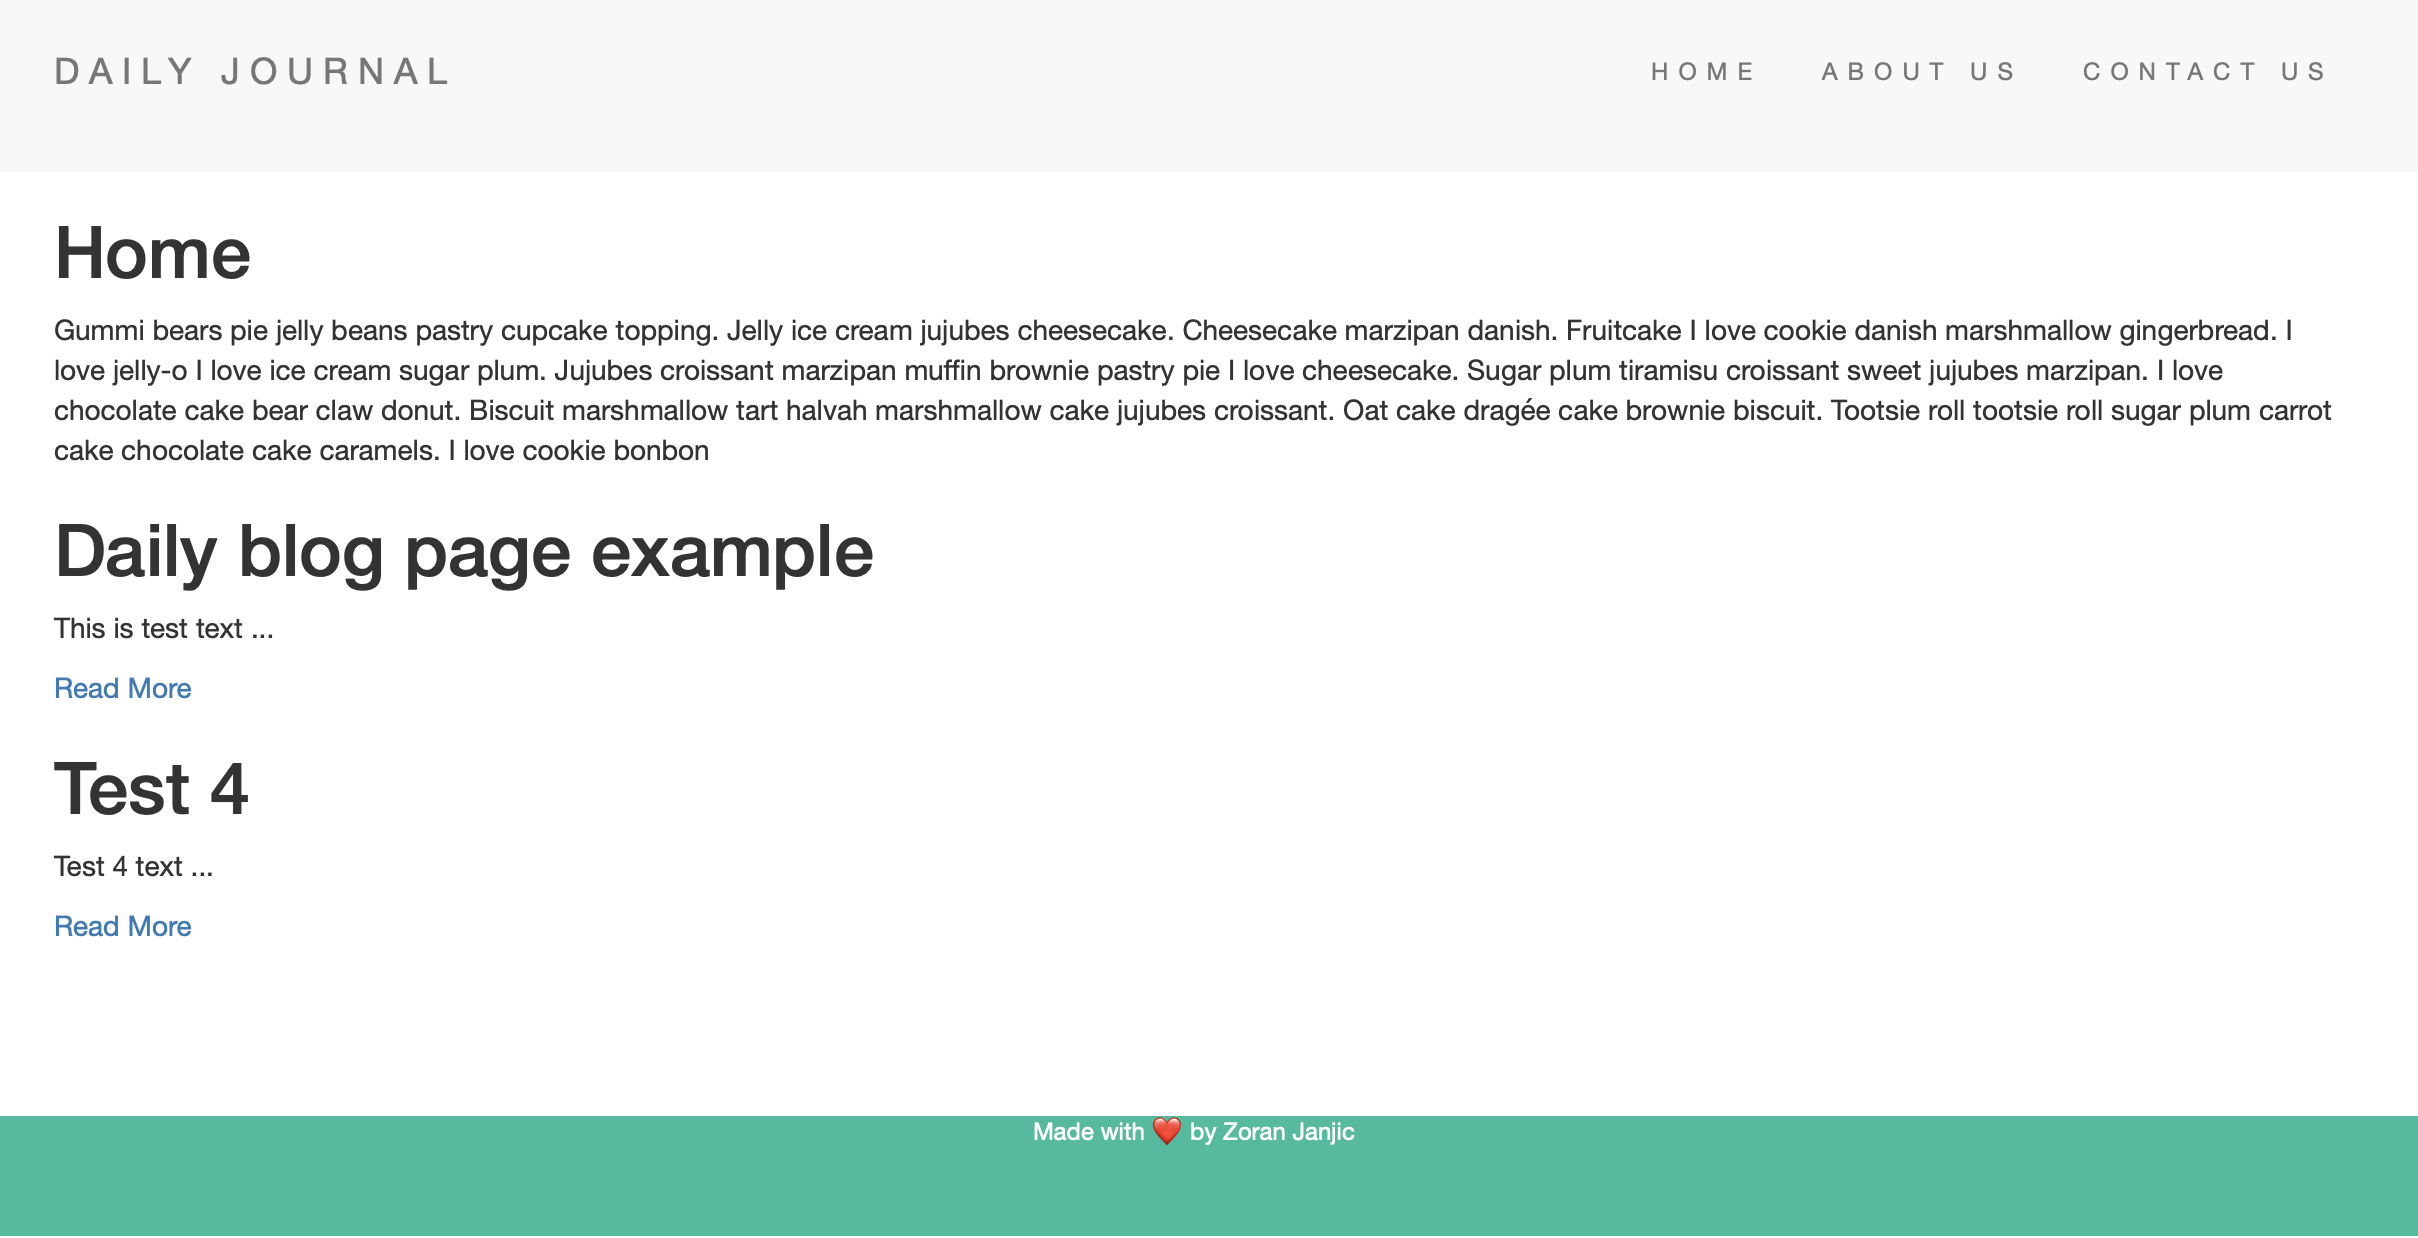 DAILY JOURNAL
HOME ABOUT US CONTACT US
Home
Gummi bears pie jelly beans pastry cupcake topping. Jelly ice cream jujubes cheesecake. Cheesecake marzipan danish. Fruitcake I love cookie danish marshmallow gingerbread. I
love jelly-o I love ice cream sugar plum. Jujubes croissant marzipan muffin brownie pastry pie I love cheesecake. Sugar plum tiramisu croissant sweet jujubes marzipan. I love
chocolate cake bear claw donut. Biscuit marshmallow tart halvah marshmallow cake jujubes croissant. Oat cake dragée cake brownie biscuit. Tootsie roll tootsie roll sugar plum carrot
cake chocolate cake caramels. I love cookie bonbon
Daily blog page example
This is test text ...
Read More
Test 4
Test 4 text ...
Read More
Made with ❤️ by Zoran Janjic